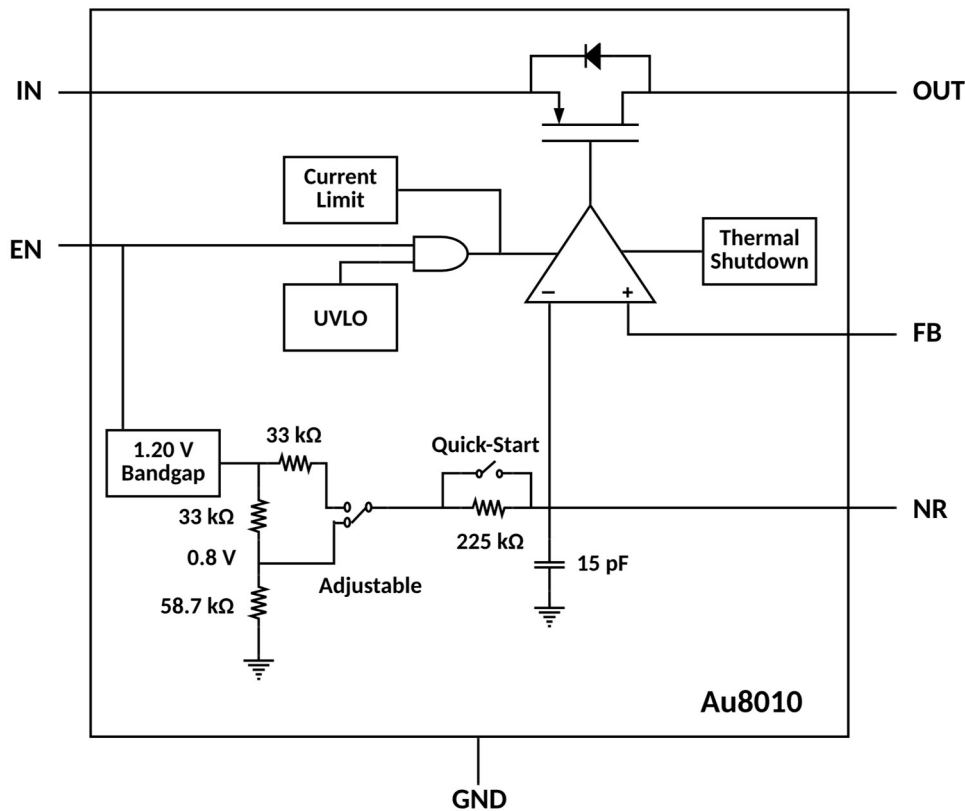 IN
OUT
Current
Limit
EN
Thermal
Shutdown
UVLO
−
+
FB
33 kΩ
1.20 V
Bandgap
Quick-Start
33 kΩ
NR
225 kΩ
0.8 V
15 pF
Adjustable
58.7 kΩ
Au8010
GND